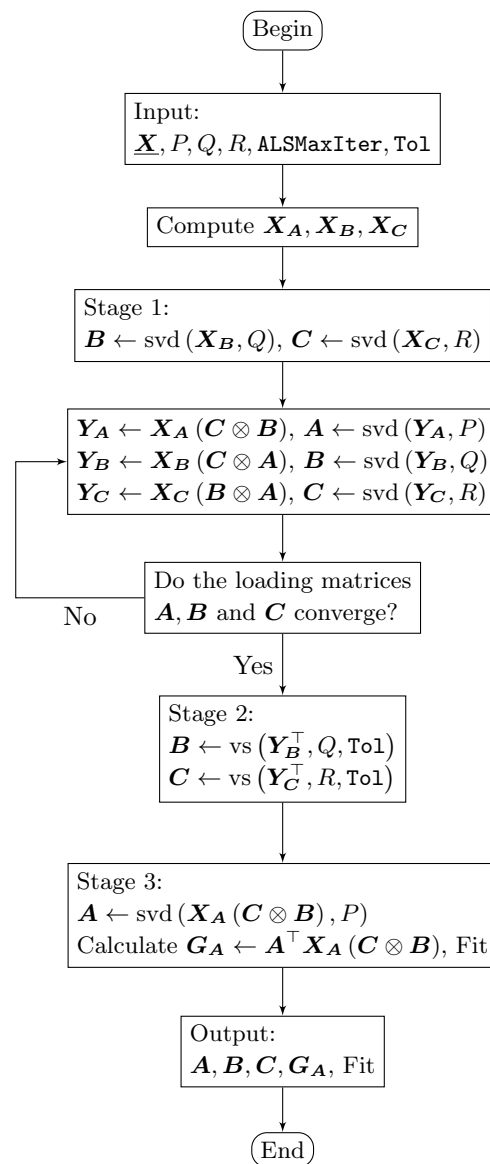 Begin
Input:
X, P, Q, R, ALSMaxIter, Tol
Compute X_A, X_B, X_C
Stage 1:
B ← svd (X_B, Q), C ← svd (X_C, R)
Y_A ← X_A (C ⊗ B), A ← svd (Y_A, P)
Y_B ← X_B (C ⊗ A), B ← svd (Y_B, Q)
Y_C ← X_C (B ⊗ A), C ← svd (Y_C, R)
Do the loading matrices
A, B and C converge?
No
Yes
Stage 2:
B ← vs (Y_B^⊤, Q, Tol)
C ← vs (Y_C^⊤, R, Tol)
Stage 3:
A ← svd (X_A (C ⊗ B) , P)
Calculate G_A ← A^⊤ X_A (C ⊗ B), Fit
Output:
A, B, C, G_A, Fit
End